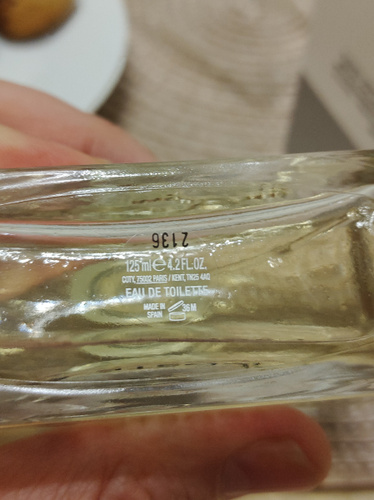 2136
125 ml e 4.2 FL.OZ.
COTY, 75002 PARIS / KENT, TN25 4AQ
EAU DE TOILETTE
MADE IN
SPAIN
36 M